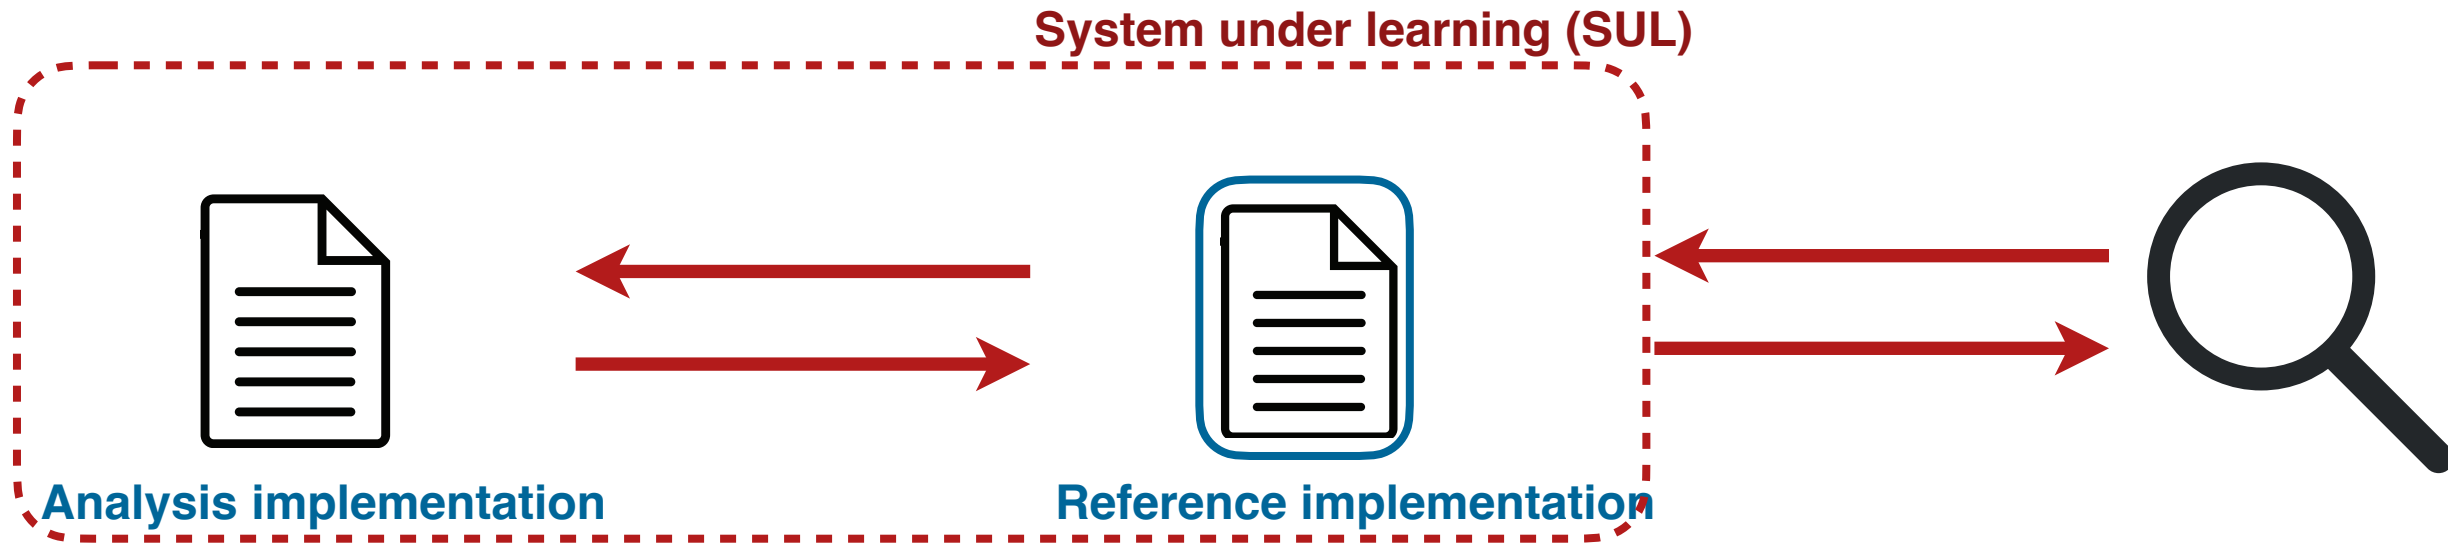 System under learning (SUL)
Analysis implementation
Reference implementation